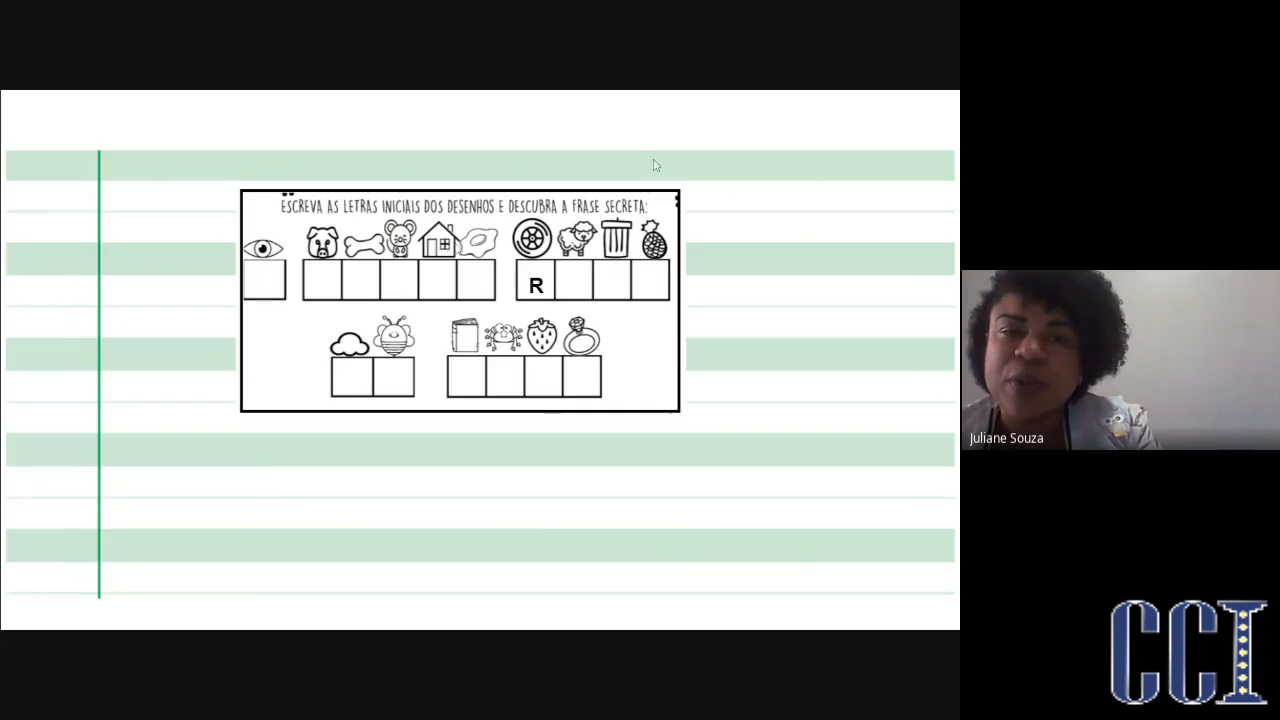 ESCREVA AS LETRAS INICIAIS DOS DESENHOS E DESCUBRA A FRASE SECRETA:
R
Juliane Souza
CCI